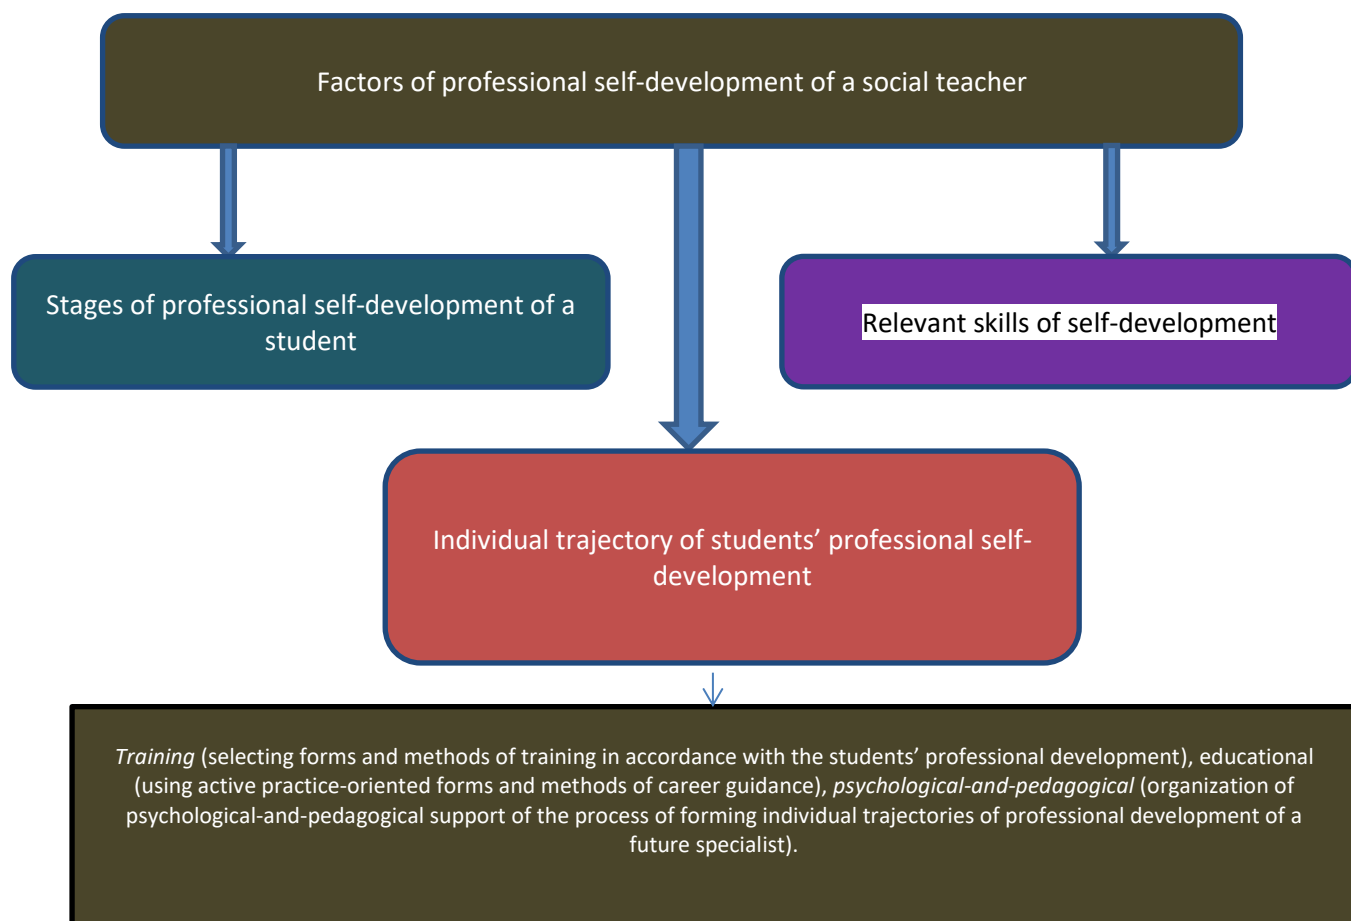 Factors of professional self-development of a social teacher
Stages of professional self-development of a
student
Relevant skills of self-development
Individual trajectory of students’ professional self-
development
Training (selecting forms and methods of training in accordance with the students’ professional development), educational
(using active practice-oriented forms and methods of career guidance), psychological-and-pedagogical (organization of
psychological-and-pedagogical support of the process of forming individual trajectories of professional development of a
future specialist).